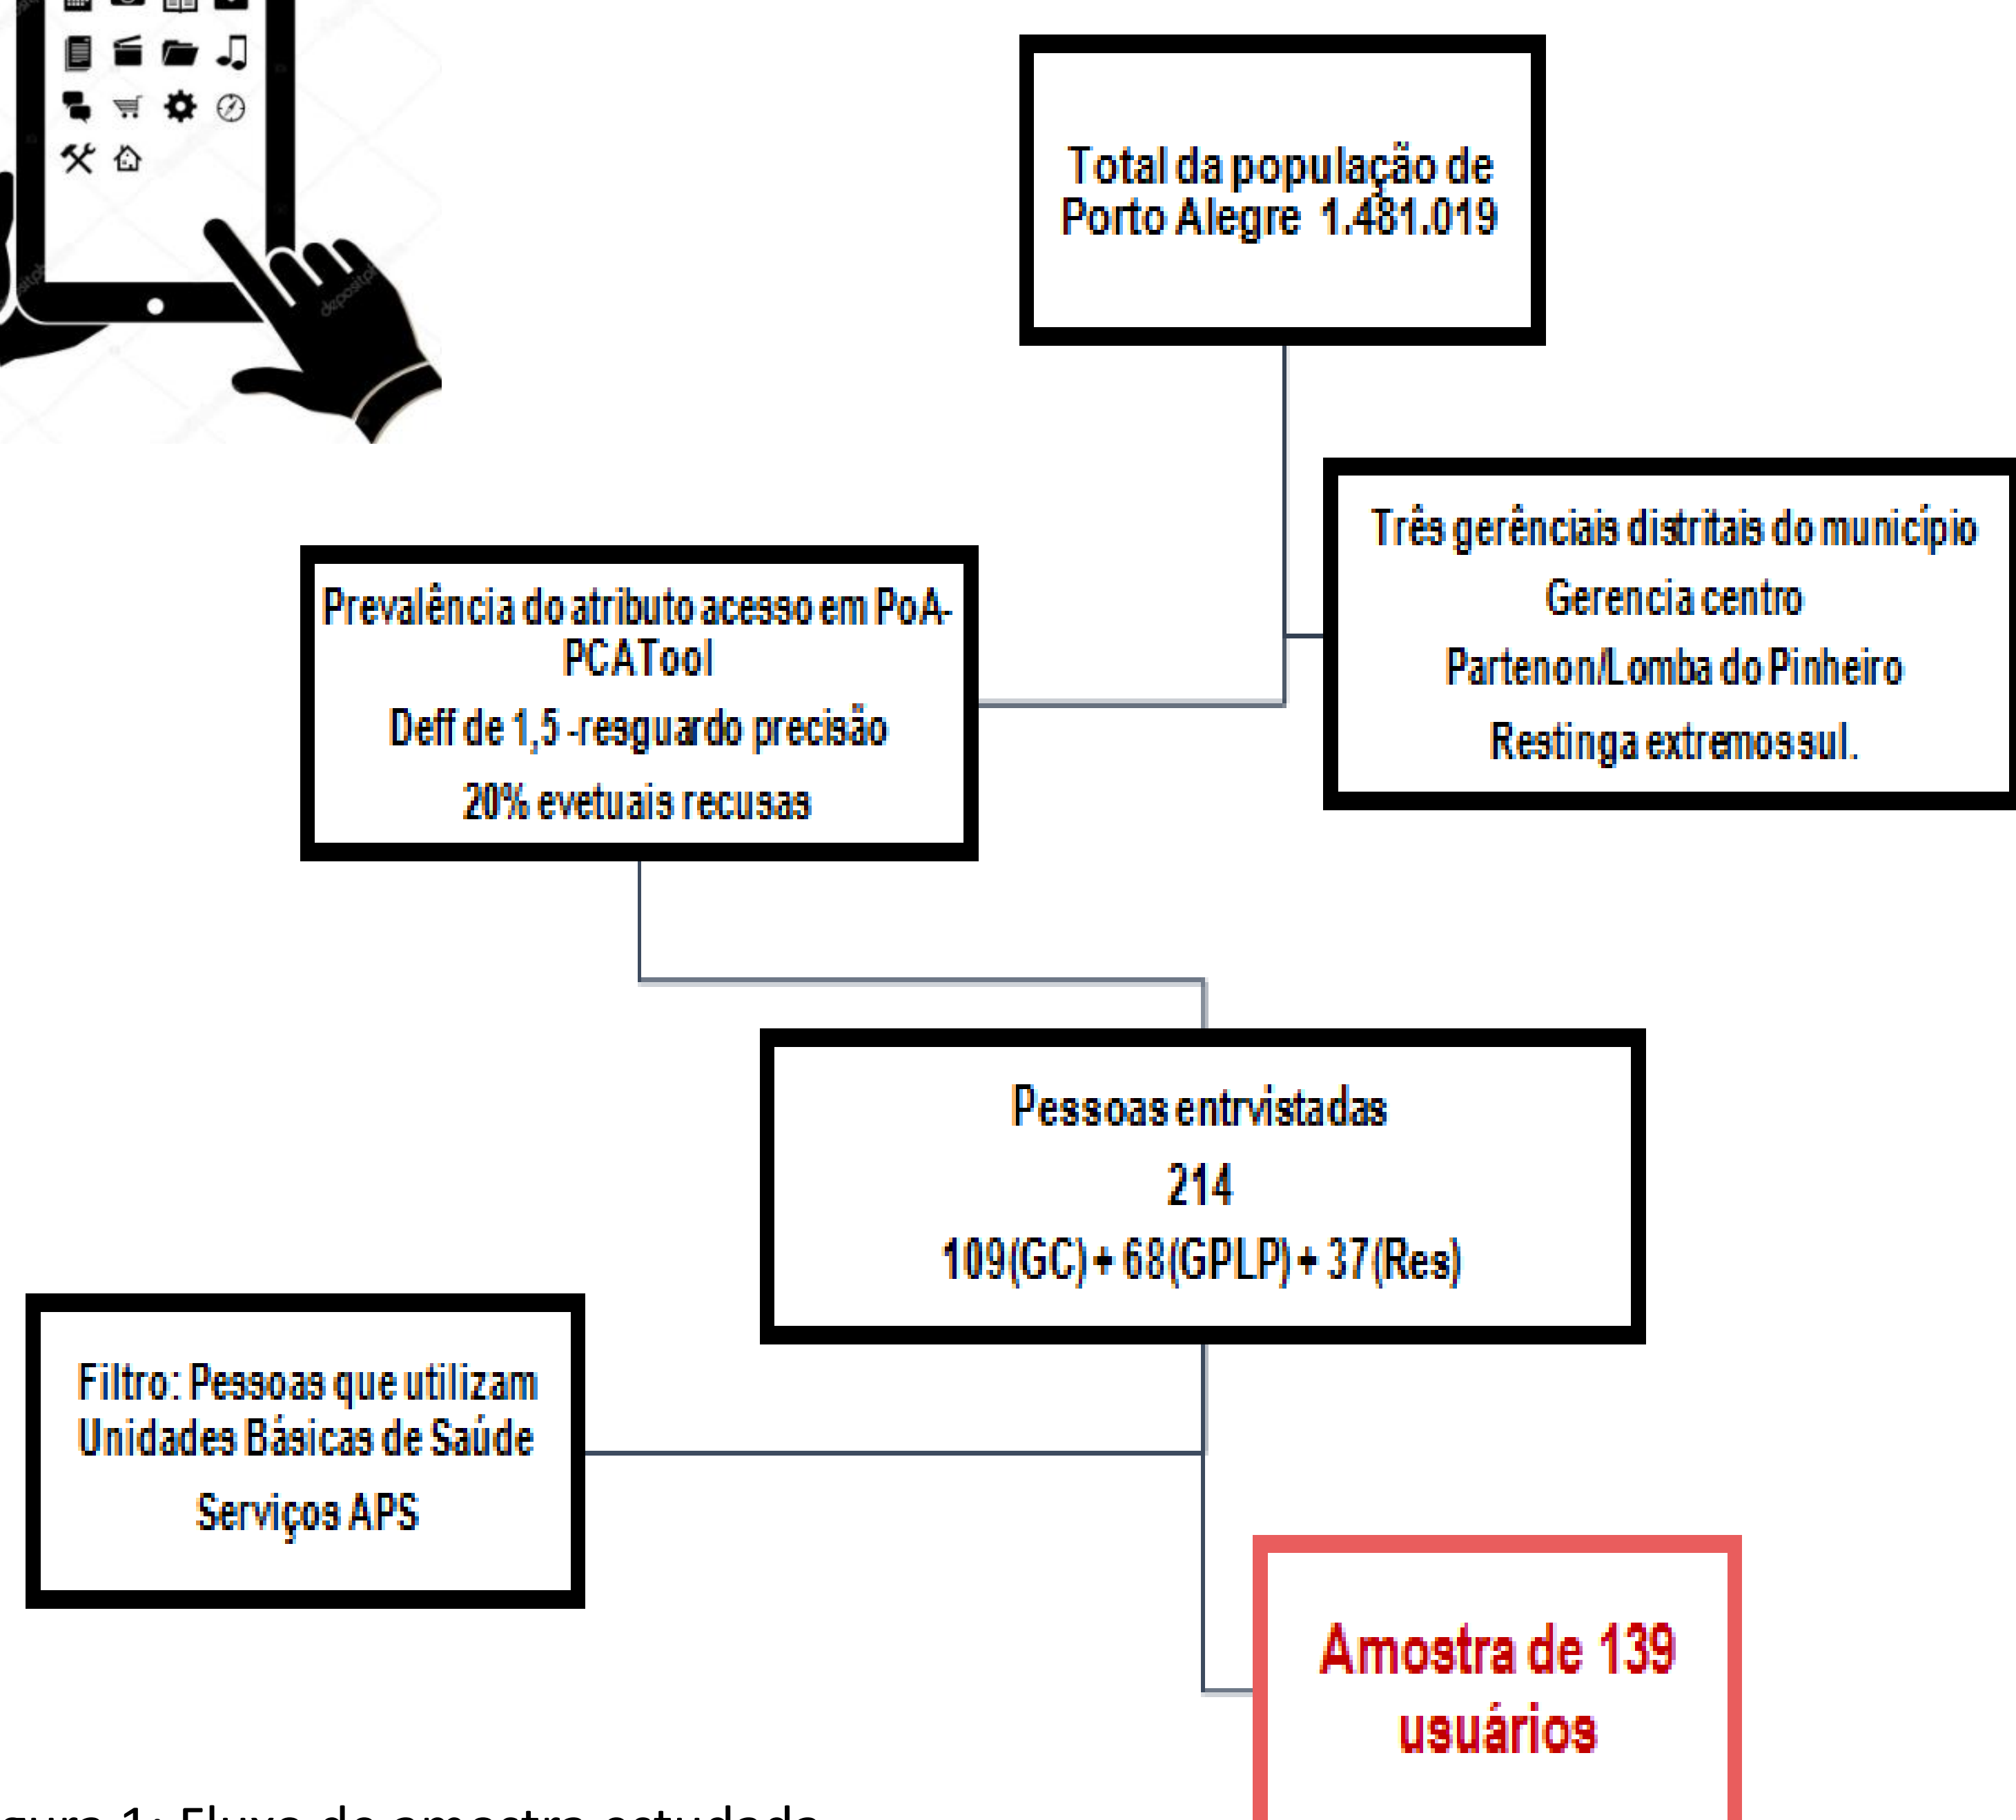 Total da população de
Porto Alegre 1.481.019
Três gerênciais distritais do município
Gerencia centro
Partenon/Lomba do Pinheiro
Restinga extremos sul.
Prevalência do atributo acesso em PoA-
PCATool
Deff de 1,5 -resguardo precisão
20% evetuais recusas
Pessoas entrvistadas
214
109(GC) + 68(GPLP) + 37(Res)
Filtro: Pessoas que utilizam
Unidades Básicas de Saúde
Serviços APS
Amostra de 139
usuários